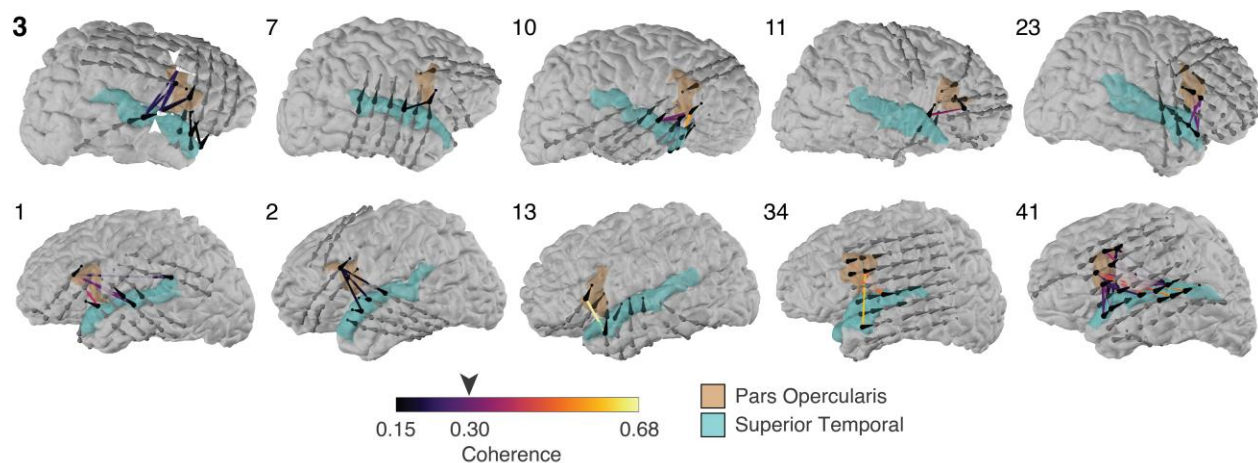 3 7 10 11 23
1 2 13 34 41
0.15 0.30 0.68
Coherence
Pars Opercularis
Superior Temporal